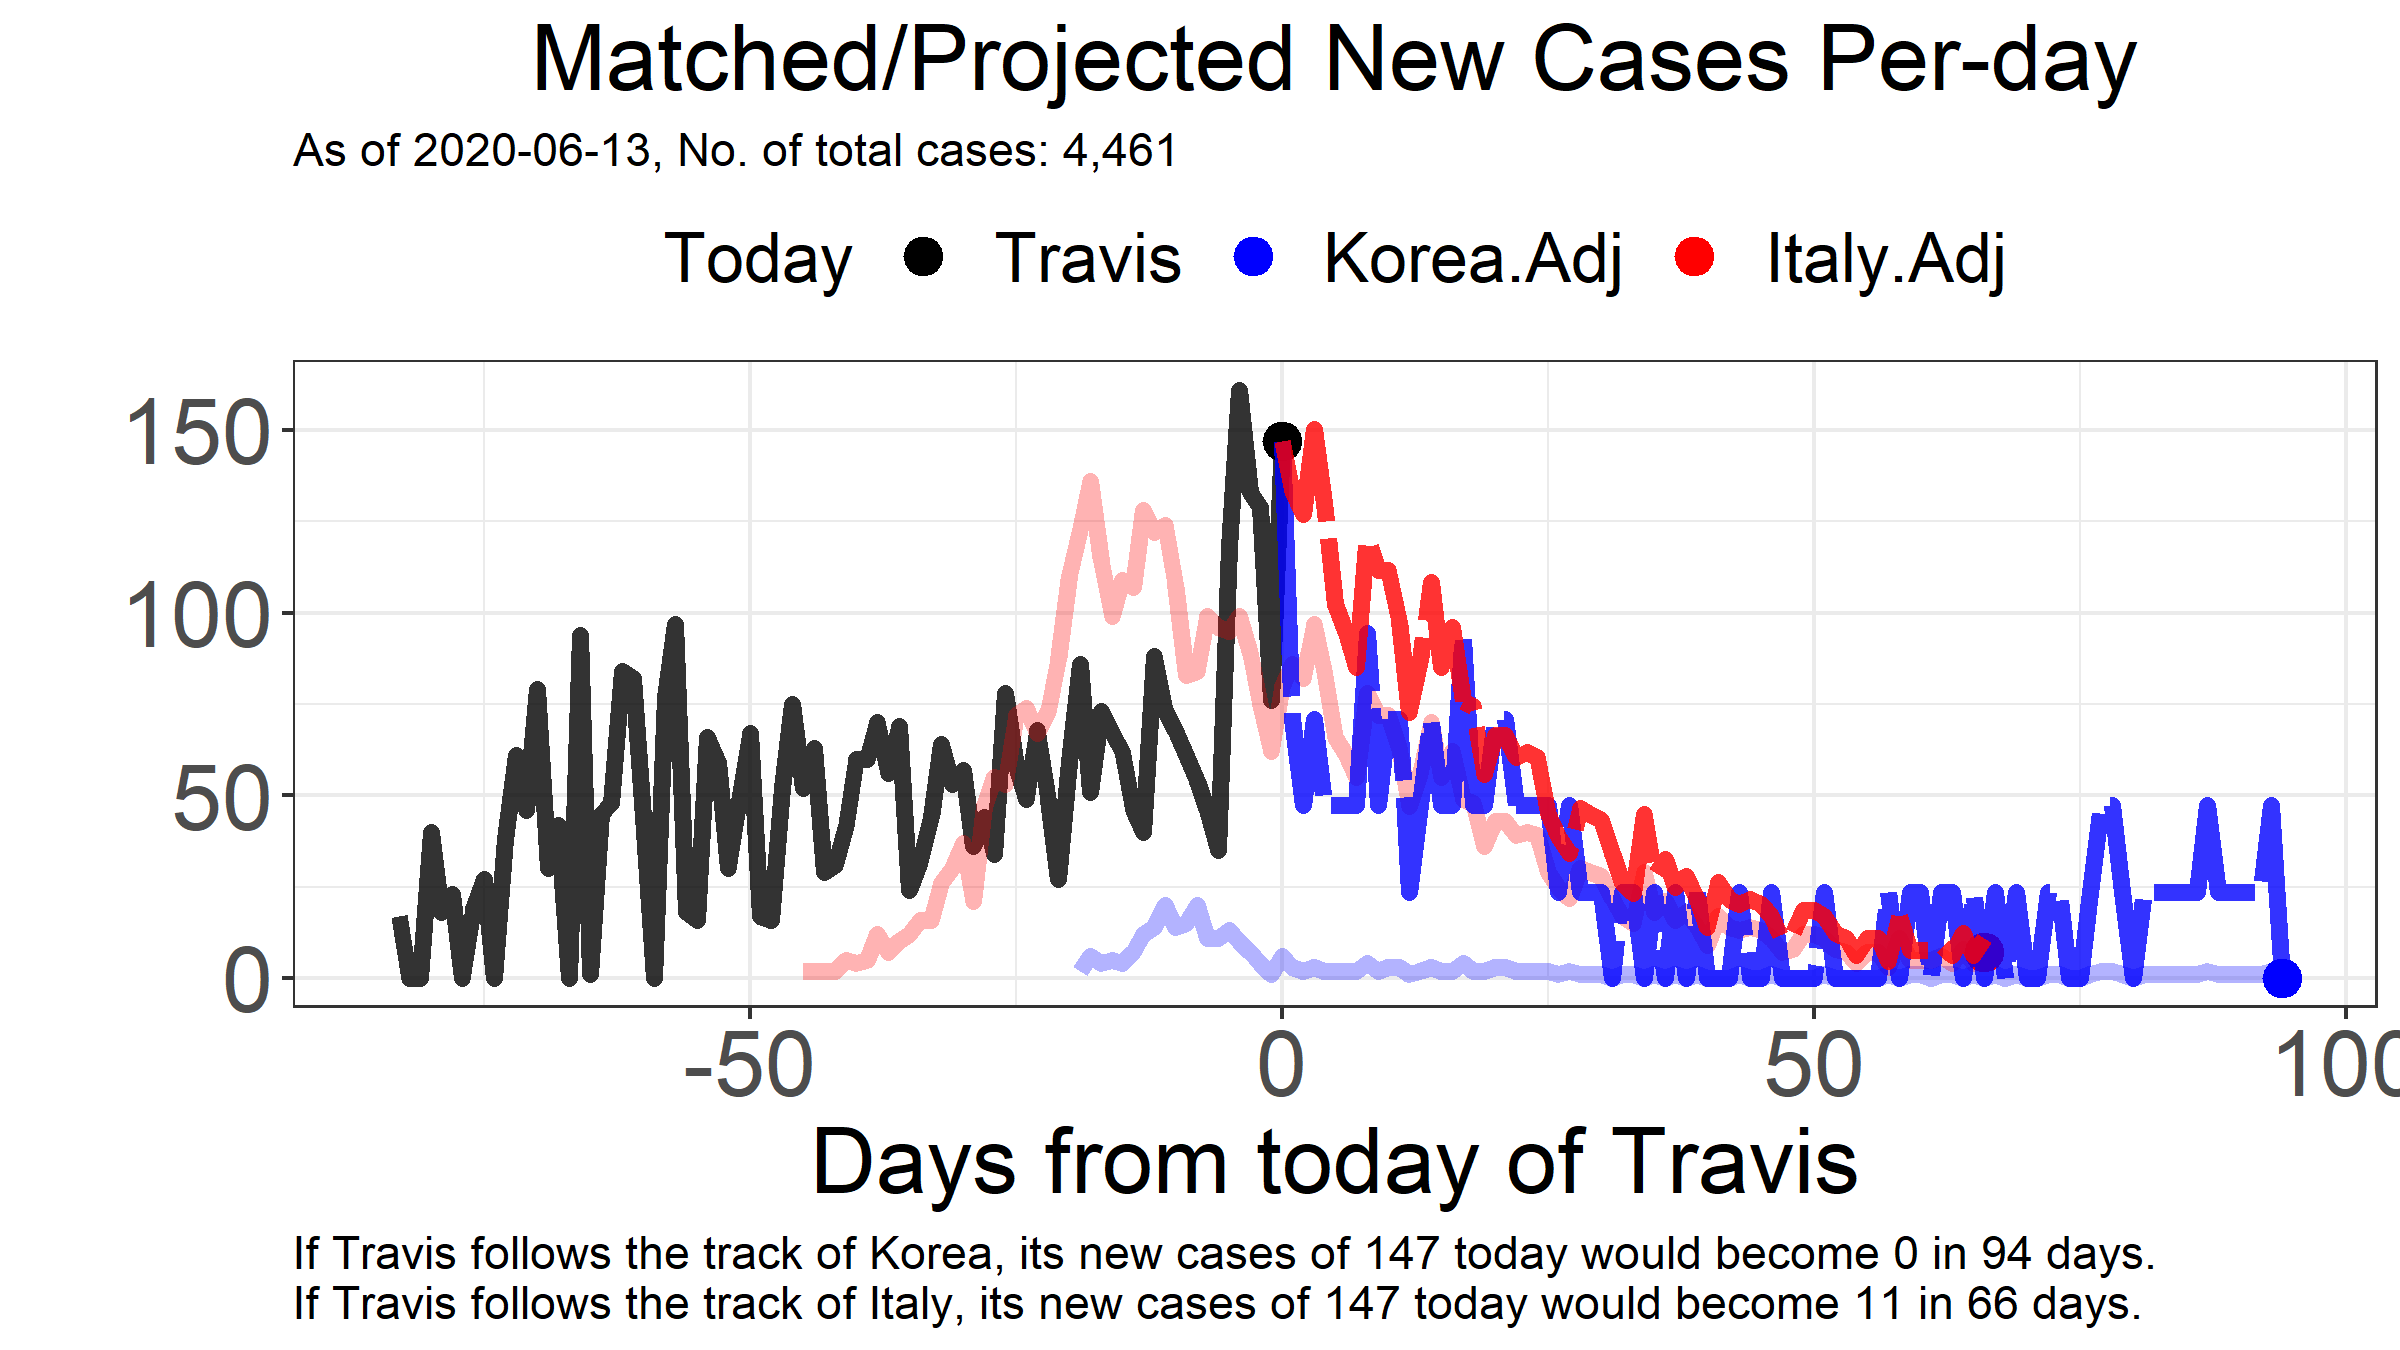 Matched/Projected New Cases Per-day
As of 2020-06-13, No. of total cases: 4,461
Today Travis Korea.Adj Italy.Adj
150
100
50
0
-50 0 50 100
Days from today of Travis
If Travis follows the track of Korea, its new cases of 147 today would become 0 in 94 days.
If Travis follows the track of Italy, its new cases of 147 today would become 11 in 66 days.